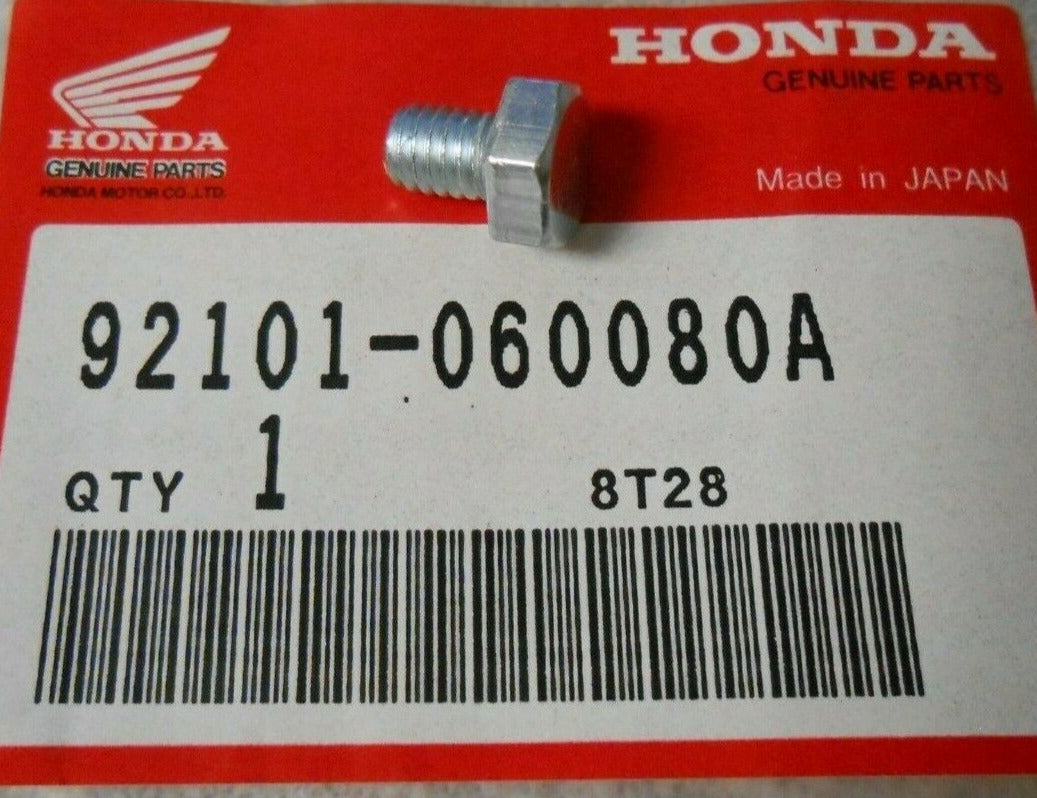 HONDA
GENUINE PARTS
HONDA MOTOR CO.,LTD.
HONDA
GENUINE PARTS
Made in JAPAN
92101-060080A
QTY 1 8T28